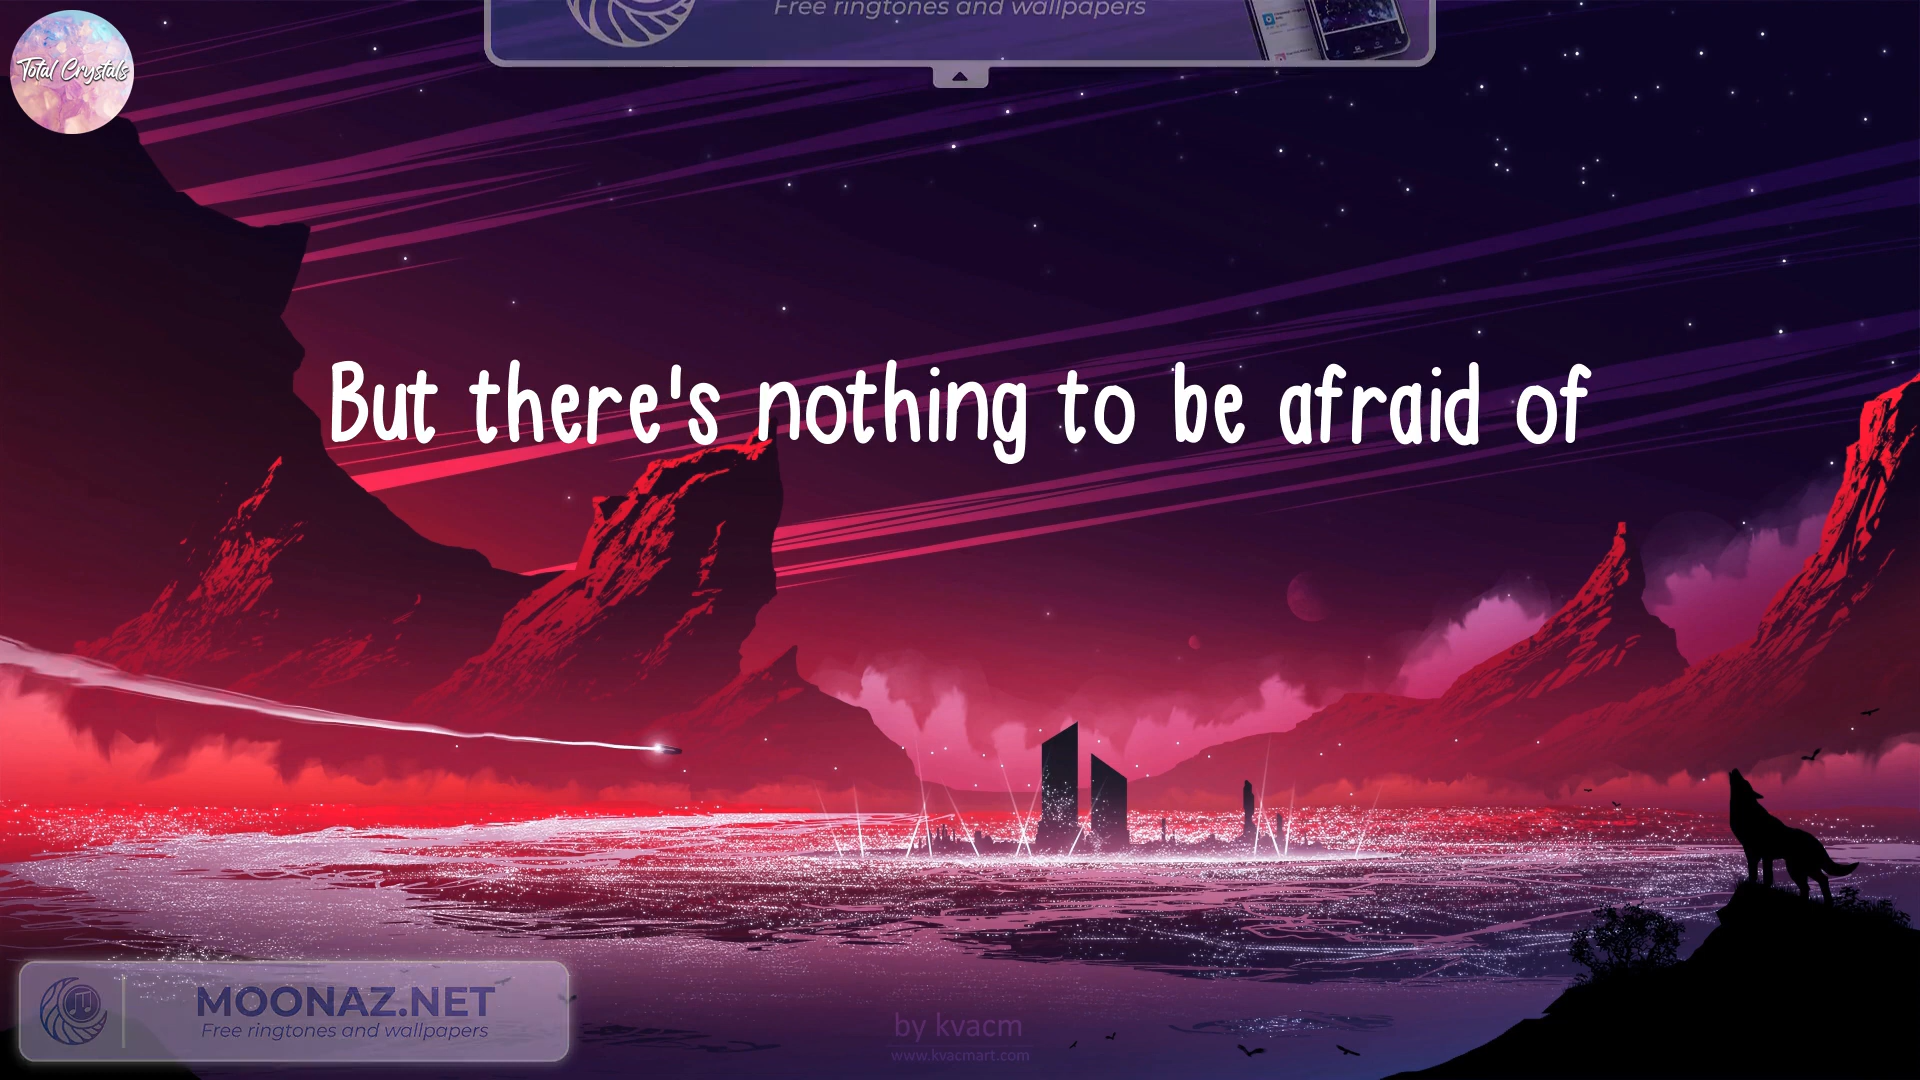 Total Crystals
Free ringtones and wallpapers
But there's nothing to be afraid of
MOONAZ.NET
Free ringtones and wallpapers
by kvacm
www.kvacmart.com